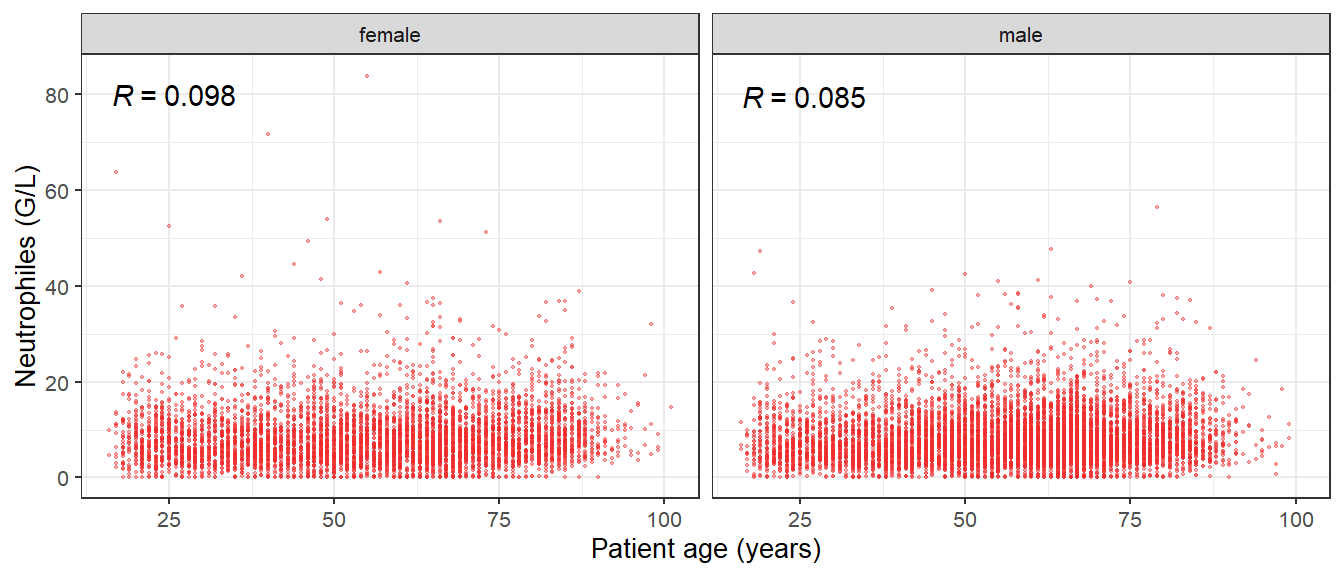 female
male
R = 0.098
R = 0.085
Neutrophiles (G/L)
80
60
40
20
0
25 50 75 100
25 50 75 100
Patient age (years)